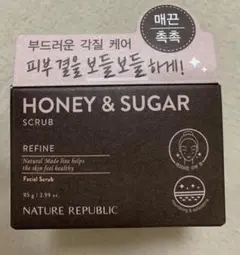 매끈
촉촉
부드러운 각질 케어
피부 결을 보들보들하게!
HONEY & SUGAR
SCRUB
REFINE
Natural Made line helps
the skin feel healthy
Facial Scrub
NATURE REPUBLIC